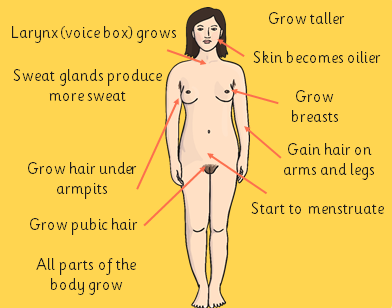 Grow taller
Larynx (voice box) grows
Skin becomes oilier
Sweat glands produce
more sweat
Grow
breasts
Gain hair on
arms and legs
Grow hair under
armpits
Start to menstruate
Grow pubic hair
All parts of the
body grow